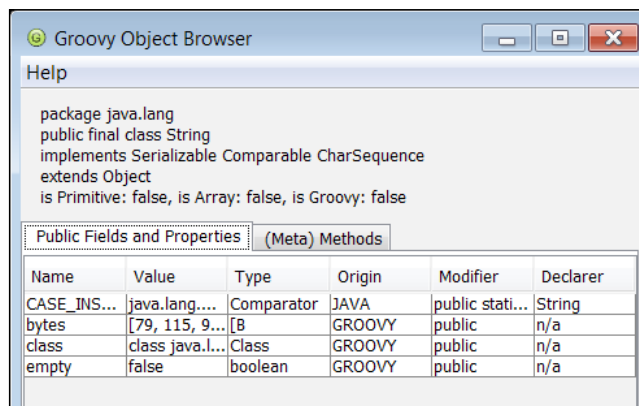 Groovy Object Browser
Help
package java.lang
public final class String
implements Serializable Comparable CharSequence
extends Object
is Primitive: false, is Array: false, is Groovy: false
Public Fields and Properties (Meta) Methods
Name Value Type Origin Modifier Declarer
CASE_INS... java.lang.... Comparator JAVA public stati... String
bytes [79, 115, 9... [B GROOVY public n/a
class class java.l... Class GROOVY public n/a
empty false boolean GROOVY public n/a